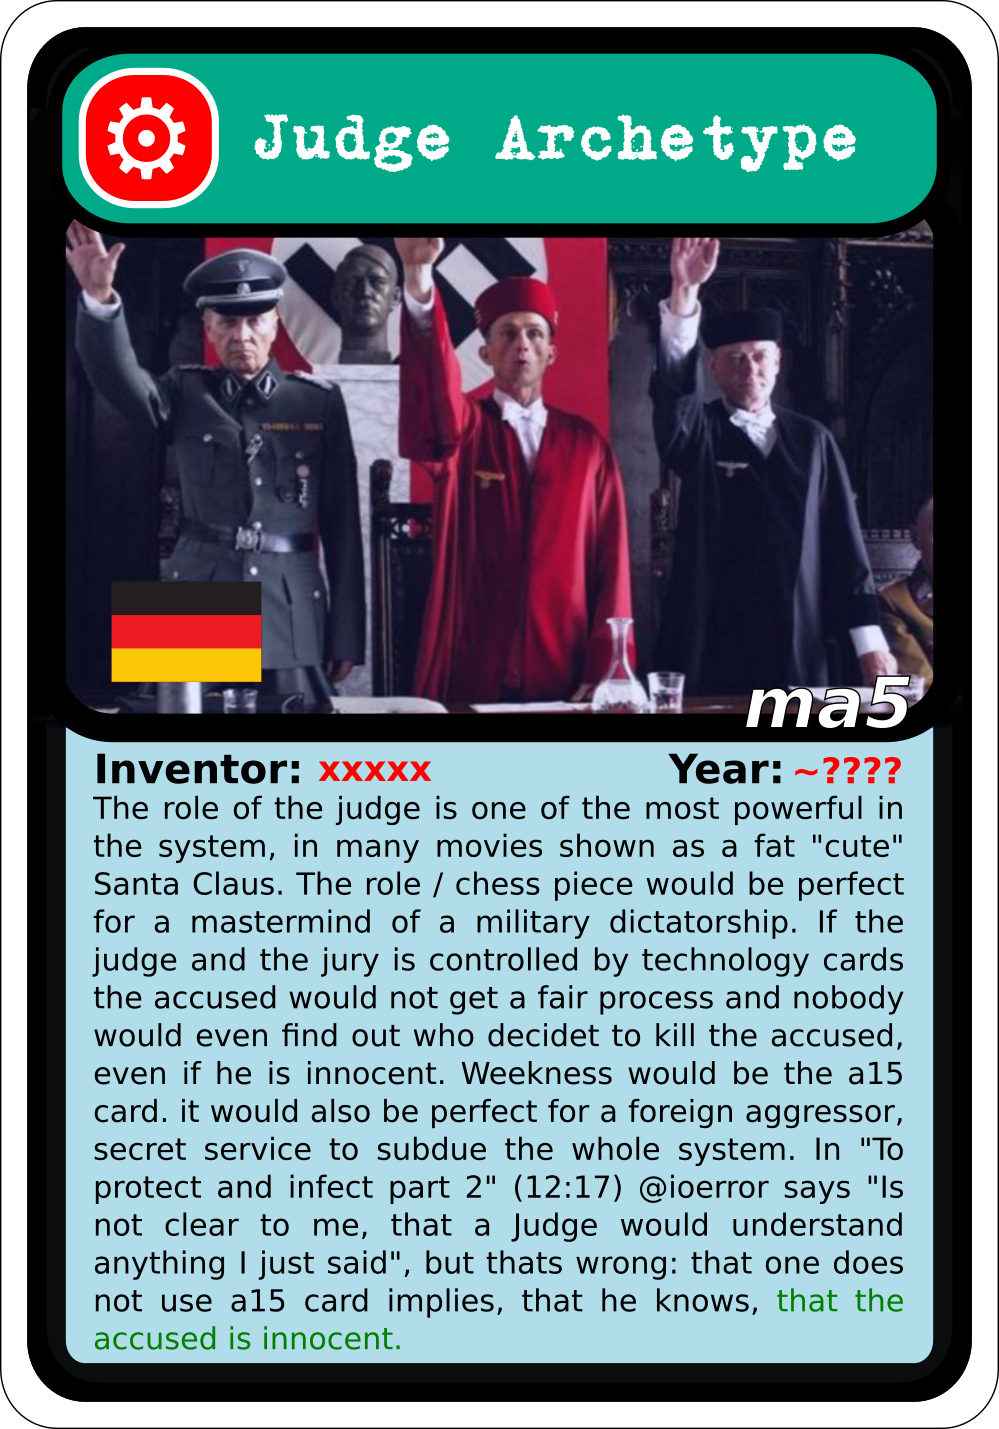 Judge Archetype
ma5
Inventor: xxxxx Year: ~????
The role of the judge is one of the most powerful in
the system, in many movies shown as a fat "cute"
Santa Claus. The role / chess piece would be perfect
for a mastermind of a military dictatorship. If the
judge and the jury is controlled by technology cards
the accused would not get a fair process and nobody
would even find out who decidet to kill the accused,
even if he is innocent. Weekness would be the a15
card. it would also be perfect for a foreign aggressor,
secret service to subdue the whole system. In "To
protect and infect part 2" (12:17) @ioerror says "Is
not clear to me, that a Judge would understand
anything I just said", but thats wrong: that one does
not use a15 card implies, that he knows, that the
accused is innocent.